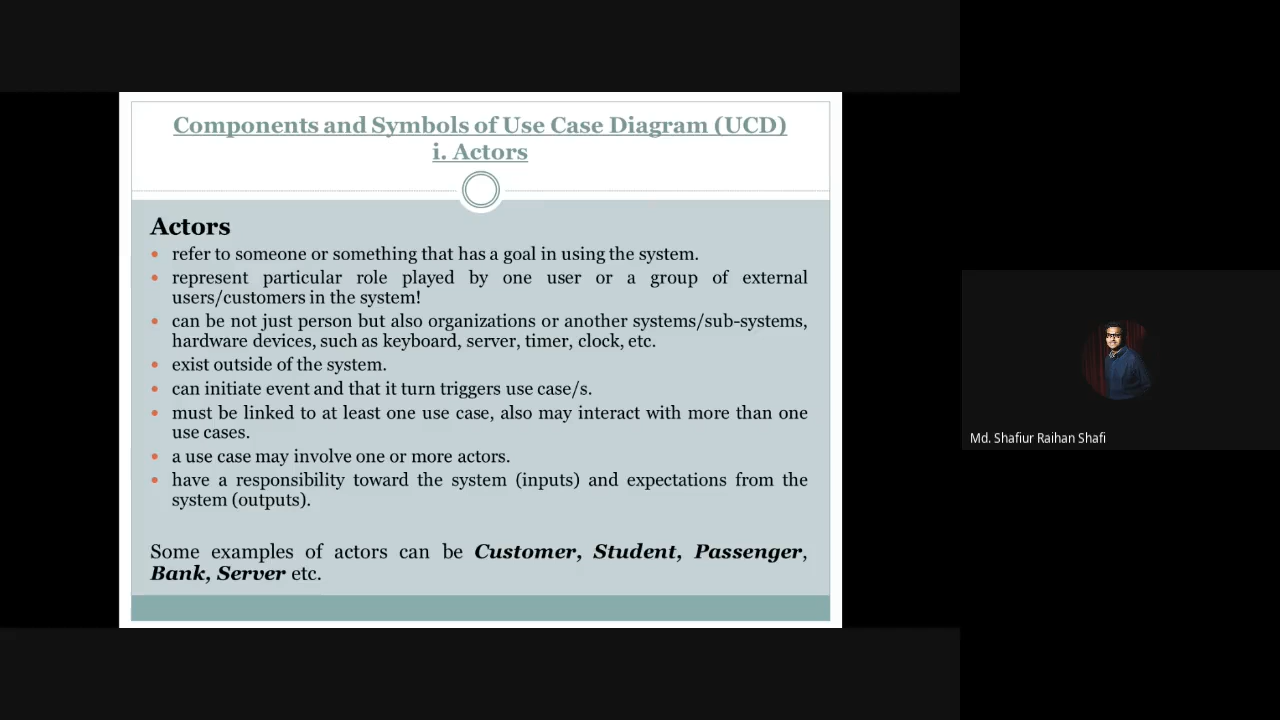 Components and Symbols of Use Case Diagram (UCD)
i. Actors
Actors
• refer to someone or something that has a goal in using the system.
• represent particular role played by one user or a group of external
users/customers in the system!
• can be not just person but also organizations or another systems/sub-systems,
hardware devices, such as keyboard, server, timer, clock, etc.
• exist outside of the system.
• can initiate event and that it turn triggers use case/s.
• must be linked to at least one use case, also may interact with more than one
use cases.
• a use case may involve one or more actors.
• have a responsibility toward the system (inputs) and expectations from the
system (outputs).
Some examples of actors can be Customer, Student, Passenger,
Bank, Server etc.
Md. Shafiur Raihan Shafi